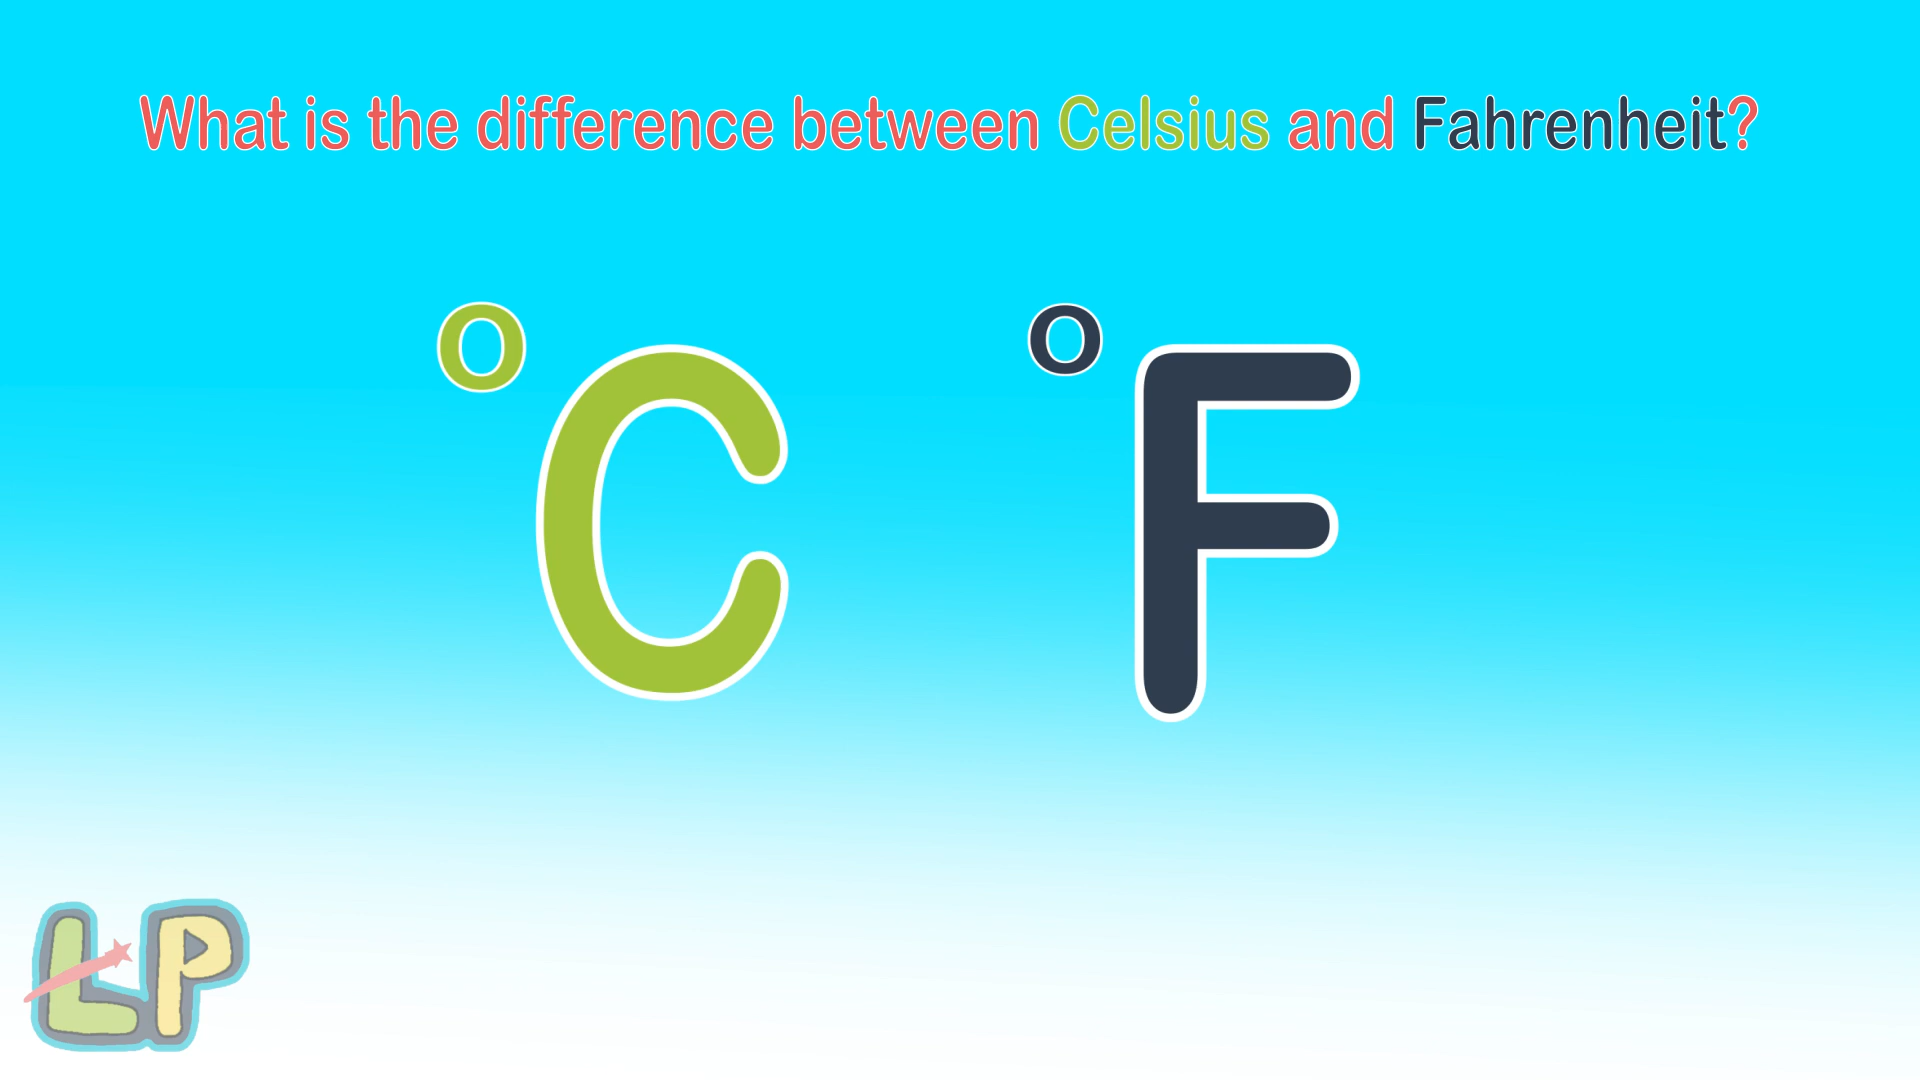 What is the difference between Celsius and Fahrenheit?
°C °F
LP